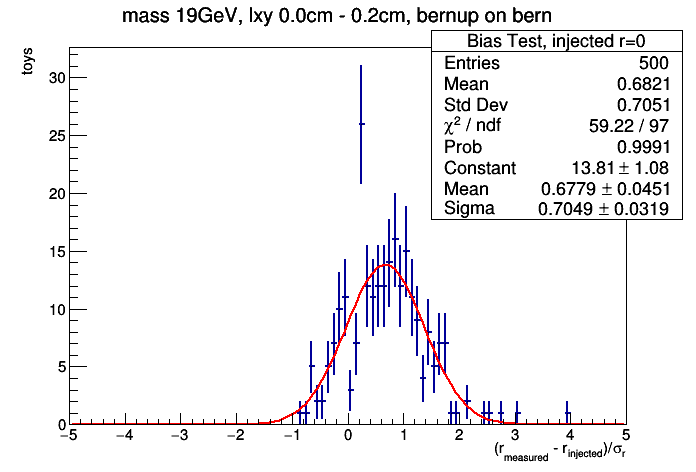 mass 19GeV, lxy 0.0cm - 0.2cm, bernup on bern
toys
Bias Test, injected r=0
Entries 500
Mean 0.6821
Std Dev 0.7051
χ² / ndf 59.22 / 97
Prob 0.9991
Constant 13.81 ± 1.08
Mean 0.6779 ± 0.0451
Sigma 0.7049 ± 0.0319
30
25
20
15
10
5
0
−5 −4 −3 −2 −1 0 1 2 3 4 5
(r_measured - r_injected)/σ_r